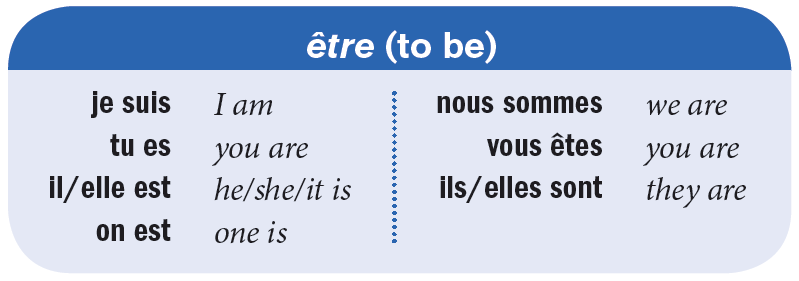 être (to be)
je suis I am
tu es you are
il/elle est he/she/it is
on est one is
nous sommes we are
vous êtes you are
ils/elles sont they are